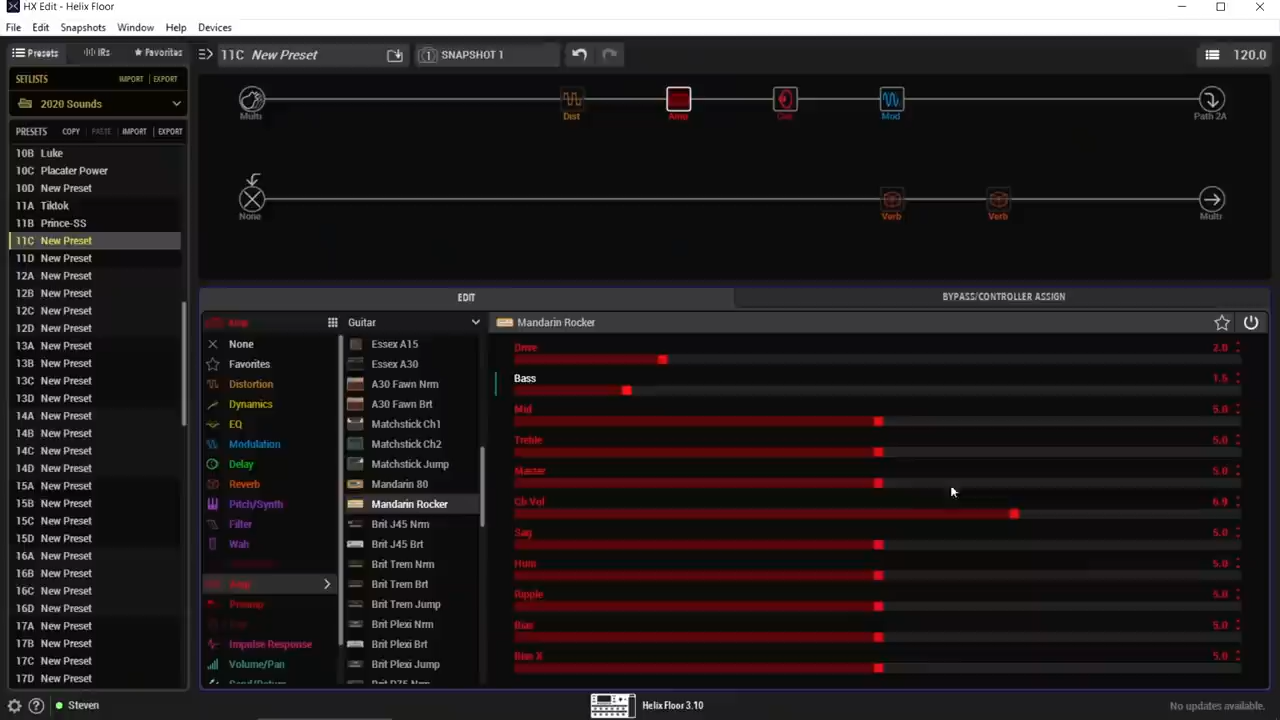 HX Edit - Helix Floor
File Edit Snapshots Window Help Devices
Presets IRs Favorites
11C New Preset
1 SNAPSHOT 1
120.0
SETLISTS IMPORT EXPORT
2020 Sounds
PRESETS COPY PASTE IMPORT EXPORT
10B Luke
10C Placater Power
10D New Preset
11A Tiktok
11B Prince-SS
11C New Preset
11D New Preset
12A New Preset
12B New Preset
12C New Preset
12D New Preset
13A New Preset
13B New Preset
13C New Preset
13D New Preset
14A New Preset
14B New Preset
14C New Preset
14D New Preset
15A New Preset
15B New Preset
15C New Preset
15D New Preset
16A New Preset
16B New Preset
16C New Preset
16D New Preset
17A New Preset
17B New Preset
17C New Preset
17D New Preset
Multi Dist Amp Mod Path 2A
None Verb Verb Multi
EDIT BYPASS/CONTROLLER ASSIGN
Amp
None
Favorites
Distortion
Dynamics
EQ
Modulation
Delay
Reverb
Pitch/Synth
Filter
Wah
Amp
Preamp
Impulse Response
Volume/Pan
Send/Return
Guitar
Essex A15
Essex A30
A30 Fawn Nrm
A30 Fawn Brt
Matchstick Ch1
Matchstick Ch2
Matchstick Jump
Mandarin 80
Mandarin Rocker
Brit J45 Nrm
Brit J45 Brt
Brit Trem Nrm
Brit Trem Brt
Brit Trem Jump
Brit Plexi Nrm
Brit Plexi Brt
Brit Plexi Jump
Brit P75 Nrm
Mandarin Rocker
Drive 2.0
Bass 1.5
Mid 5.0
Treble 5.0
Master 5.0
Ch Vol 6.9
Sag 5.0
Hum 5.0
Ripple 5.0
Bias 5.0
Bias X 5.0
Steven
Helix Floor 3.10
No updates available.